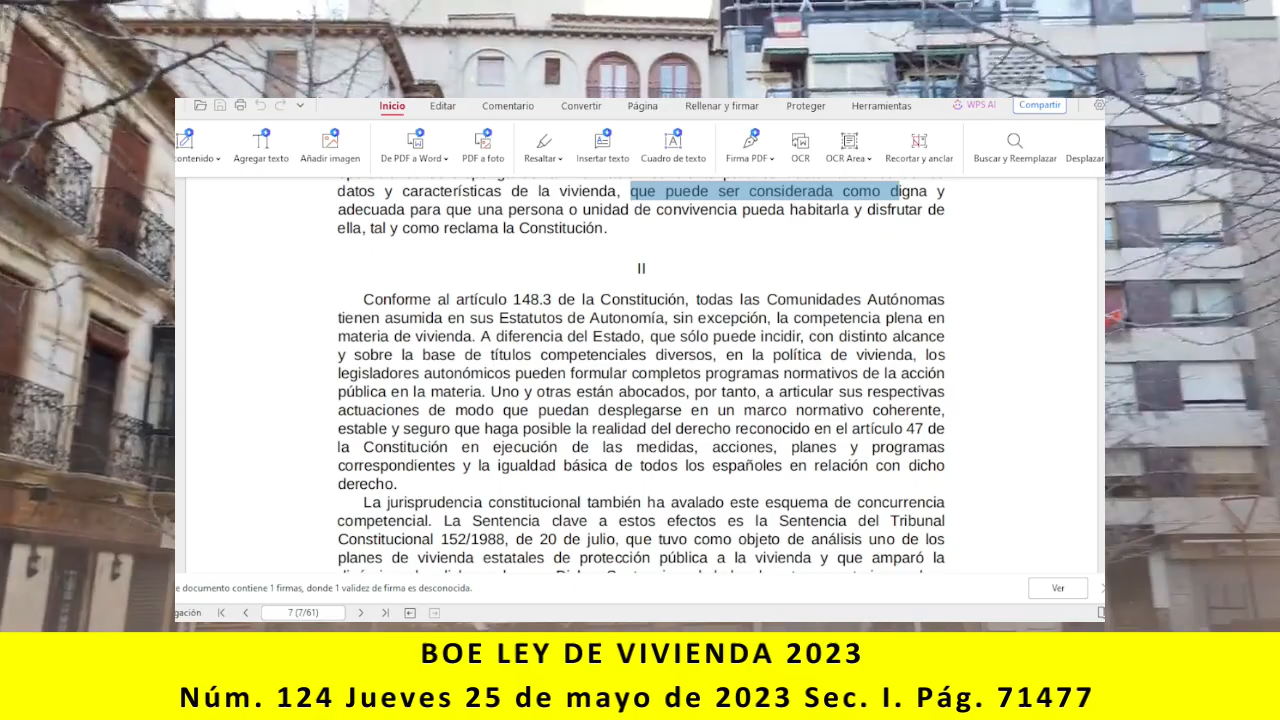 Inicio Editar Comentario Convertir Página Rellenar y firmar Proteger Herramientas WPS AI Compartir
ontenido Agregar texto Añadir imagen De PDF a Word PDF a foto Resaltar Insertar texto Cuadro de texto Firma PDF OCR OCR Area Recortar y anclar Buscar y Reemplazar Desplazar
datos y características de la vivienda, que puede ser considerada como digna y
adecuada para que una persona o unidad de convivencia pueda habitarla y disfrutar de
ella, tal y como reclama la Constitución.
II
Conforme al artículo 148.3 de la Constitución, todas las Comunidades Autónomas
tienen asumida en sus Estatutos de Autonomía, sin excepción, la competencia plena en
materia de vivienda. A diferencia del Estado, que sólo puede incidir, con distinto alcance
y sobre la base de títulos competenciales diversos, en la política de vivienda, los
legisladores autonómicos pueden formular completos programas normativos de la acción
pública en la materia. Uno y otras están abocados, por tanto, a articular sus respectivas
actuaciones de modo que puedan desplegarse en un marco normativo coherente,
estable y seguro que haga posible la realidad del derecho reconocido en el artículo 47 de
la Constitución en ejecución de las medidas, acciones, planes y programas
correspondientes y la igualdad básica de todos los españoles en relación con dicho
derecho.
La jurisprudencia constitucional también ha avalado este esquema de concurrencia
competencial. La Sentencia clave a estos efectos es la Sentencia del Tribunal
Constitucional 152/1988, de 20 de julio, que tuvo como objeto de análisis uno de los
planes de vivienda estatales de protección pública a la vivienda y que amparó la
e documento contiene 1 firmas, donde 1 validez de firma es desconocida. Ver
gación 7 (7/61)
BOE LEY DE VIVIENDA 2023
Núm. 124 Jueves 25 de mayo de 2023 Sec. I. Pág. 71477